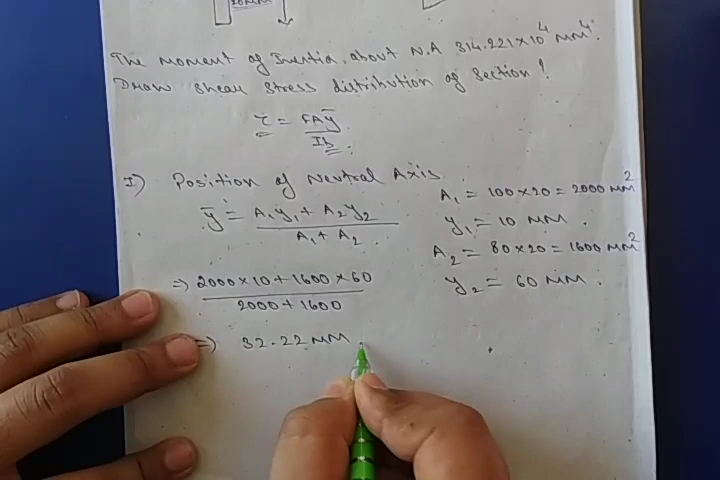 20MM
The moment of Inertia, about N.A 314.221×10⁴ MM⁴.
Draw Shear Stress distribution of Section!
τ = FAȳ / Ib.
I) Position of Neutral Axis
ȳ = A₁y₁ + A₂y₂ / A₁ + A₂
A₁ = 100×20 = 2000 MM²
y₁ = 10 MM.
A₂ = 80×20 = 1600 MM²
y₂ = 60 MM.
=> 2000×10 + 1600×60 / 2000 + 1600
=> 32.22 MM.